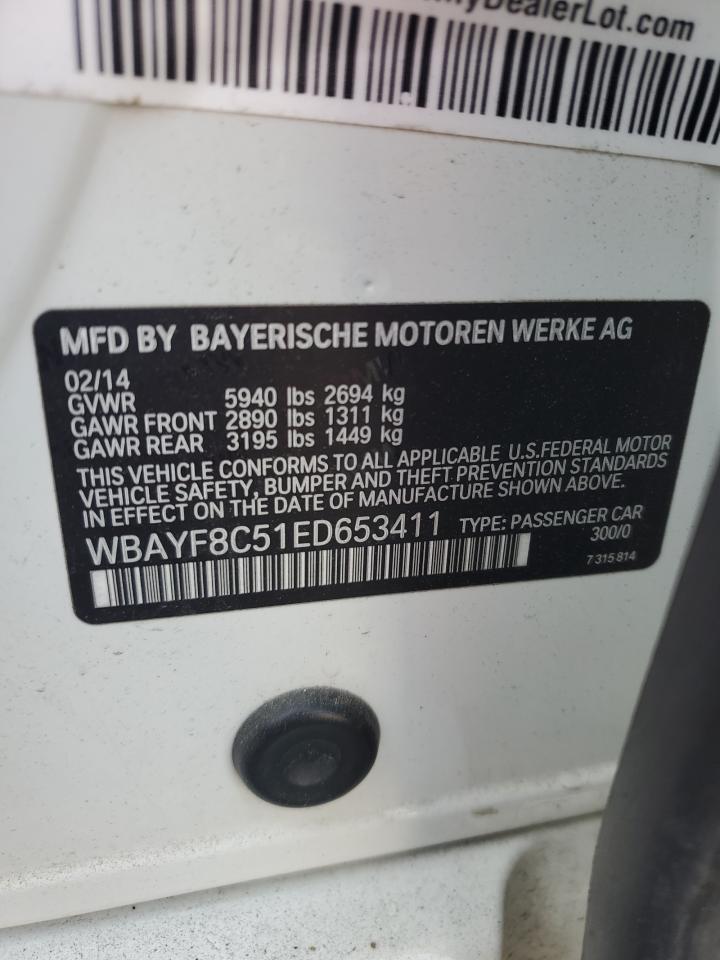 DealerLot.com
MFD BY BAYERISCHE MOTOREN WERKE AG
02/14
GVWR 5940 lbs 2694 kg
GAWR FRONT 2890 lbs 1311 kg
GAWR REAR 3195 lbs 1449 kg
THIS VEHICLE CONFORMS TO ALL APPLICABLE U.S.FEDERAL MOTOR
VEHICLE SAFETY, BUMPER AND THEFT PREVENTION STANDARDS
IN EFFECT ON THE DATE OF MANUFACTURE SHOWN ABOVE.
WBAYF8C51ED653411 TYPE: PASSENGER CAR
300/0
7 315 814